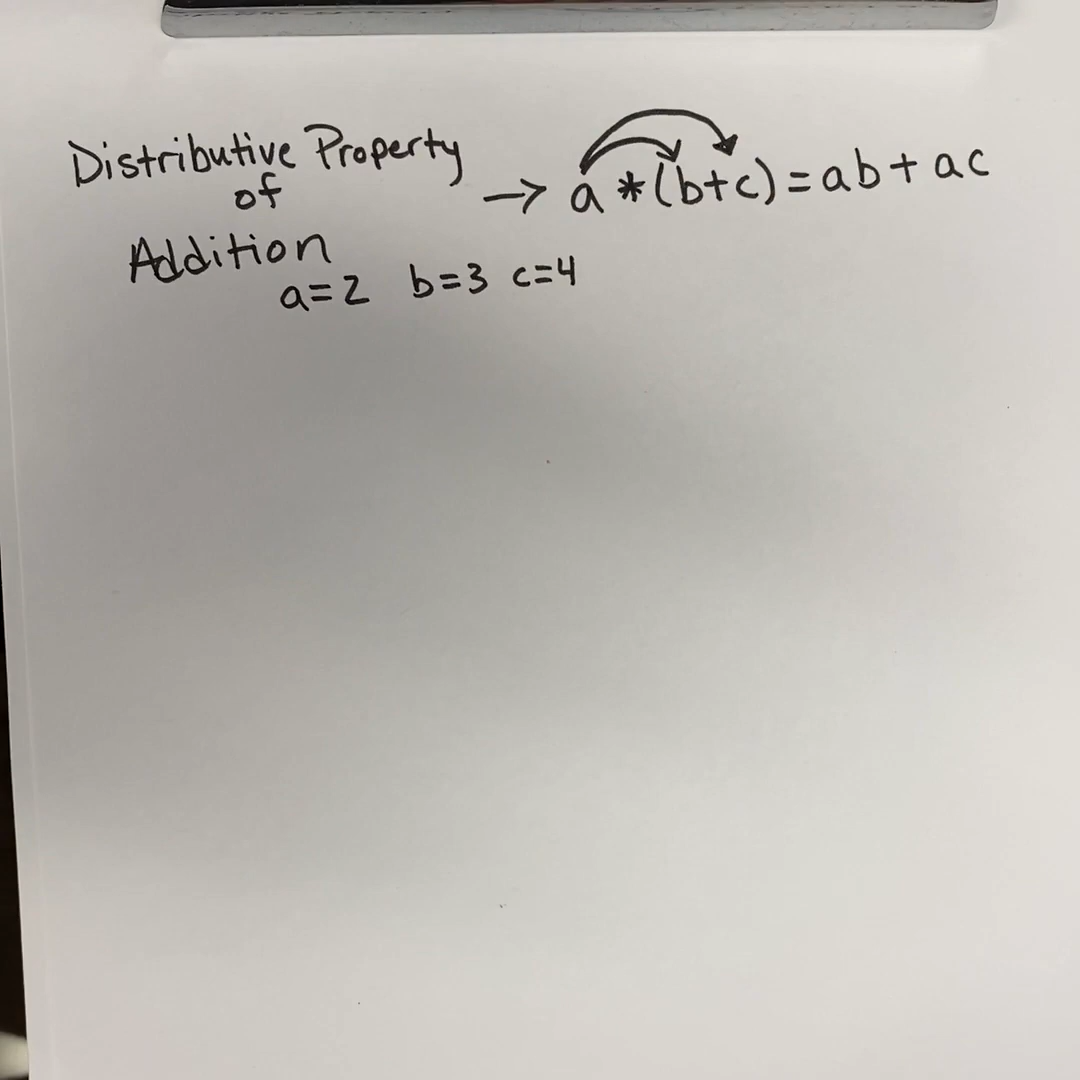 Distributive Property
of
Addition
→ a *(b+c)=ab+ac
a=2 b=3 c=4